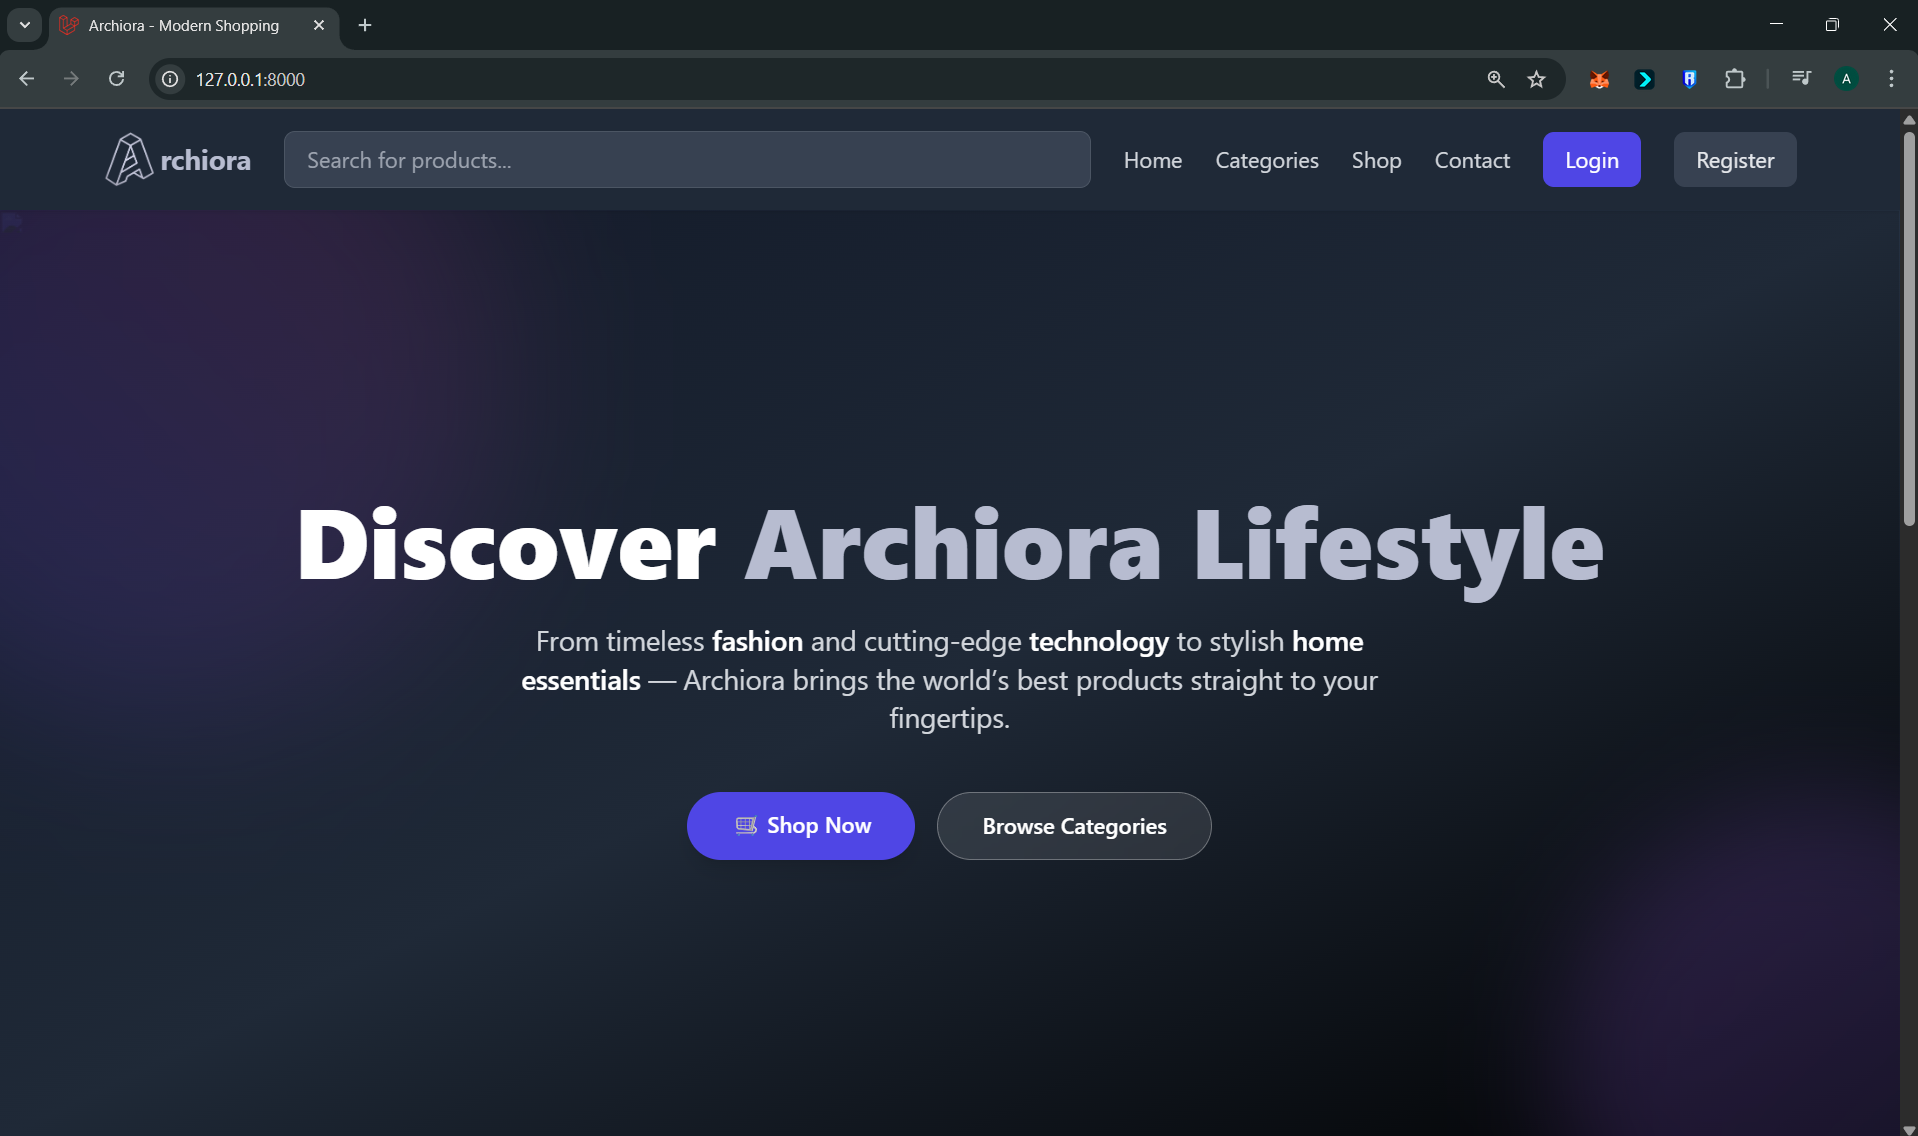 Archiora - Modern Shopping
127.0.0.1:8000
A
rchiora
Search for products...
Home
Categories
Shop
Contact
Login
Register
Discover Archiora Lifestyle
From timeless fashion and cutting-edge technology to stylish home
essentials — Archiora brings the world’s best products straight to your
fingertips.
🛒 Shop Now
Browse Categories